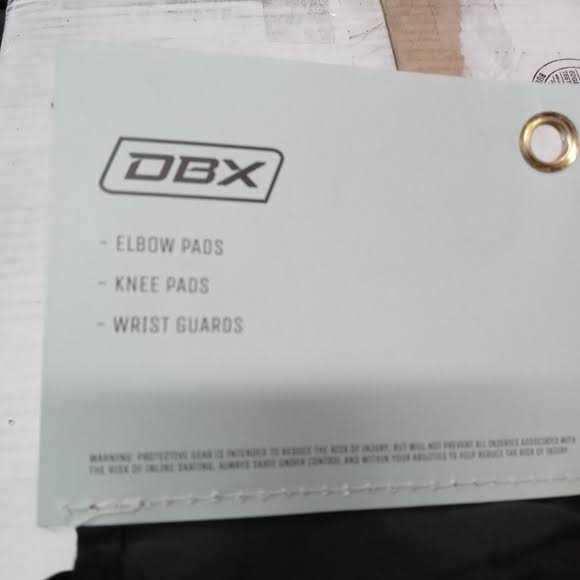 DBX
- ELBOW PADS
- KNEE PADS
- WRIST GUARDS
WARNING: PROTECTIVE GEAR IS INTENDED TO REDUCE THE RISK OF INJURY, BUT WILL NOT PREVENT ALL INJURIES ASSOCIATED WITH
THE RISK OF INLINE SKATING. ALWAYS SKATE UNDER CONTROL AND WITHIN YOUR ABILITIES TO HELP REDUCE THE RISK OF INJURY.